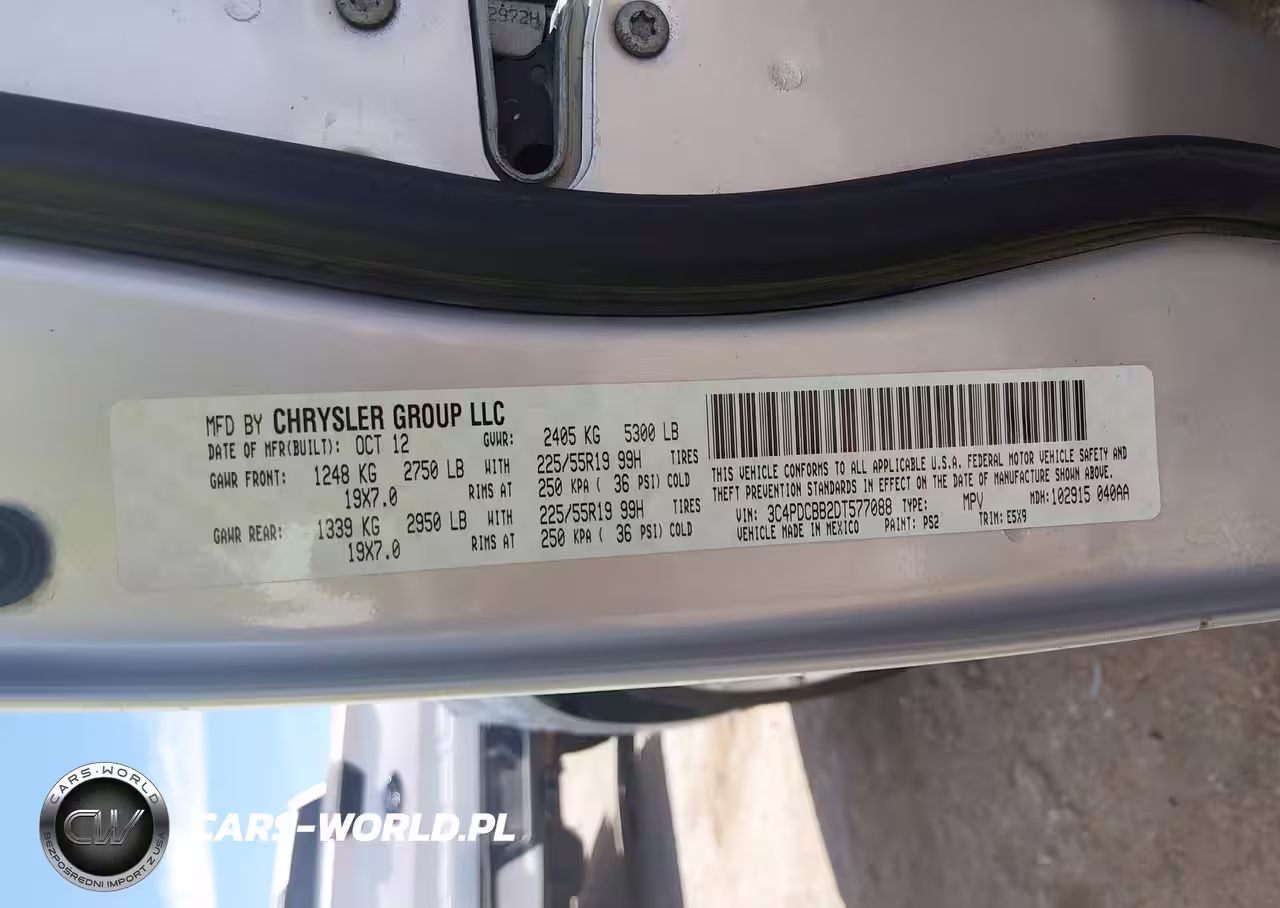 2972H
MFD BY CHRYSLER GROUP LLC
DATE OF MFR(BUILT): OCT 12 GVWR: 2405 KG 5300 LB
GAWR FRONT: 1248 KG 2750 LB WITH 225/55R19 99H TIRES
19X7.0 RIMS AT 250 KPA ( 36 PSI) COLD
GAWR REAR: 1339 KG 2950 LB WITH 225/55R19 99H TIRES
19X7.0 RIMS AT 250 KPA ( 36 PSI) COLD
THIS VEHICLE CONFORMS TO ALL APPLICABLE U.S.A. FEDERAL MOTOR VEHICLE SAFETY AND
THEFT PREVENTION STANDARDS IN EFFECT ON THE DATE OF MANUFACTURE SHOWN ABOVE.
VIN: 3C4PDCBB2DT577088 TYPE: MPV MDH: 102915 040AA
VEHICLE MADE IN MEXICO PAINT: PS2 TRIM: E5X9
CARS-WORLD
CW
BEZPOŚREDNI IMPORT Z USA
CARS-WORLD.PL